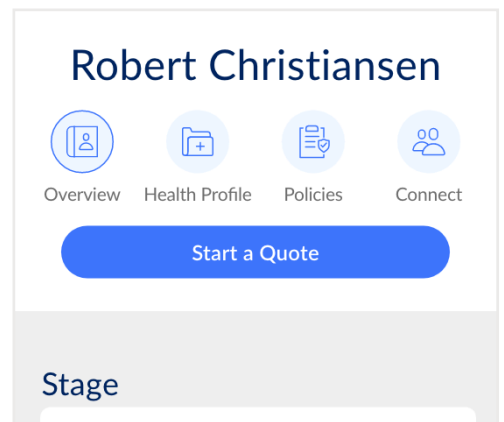 Robert Christiansen
Overview Health Profile Policies Connect
Start a Quote
Stage